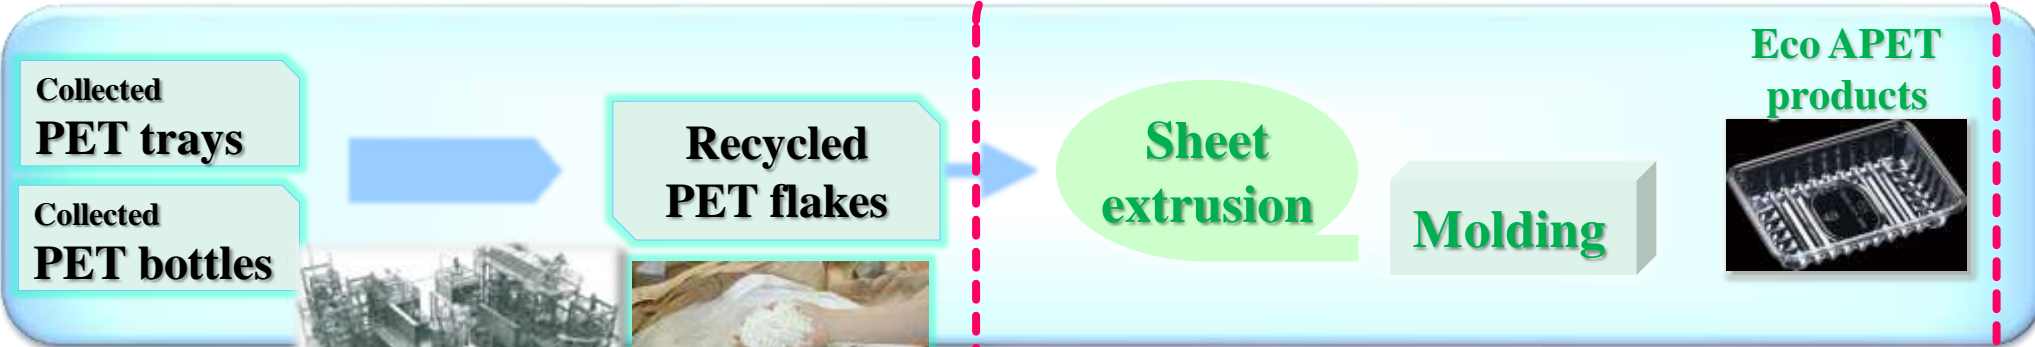 Collected
PET trays
Collected
PET bottles
Recycled
PET flakes
Sheet
extrusion
Molding
Eco APET
products